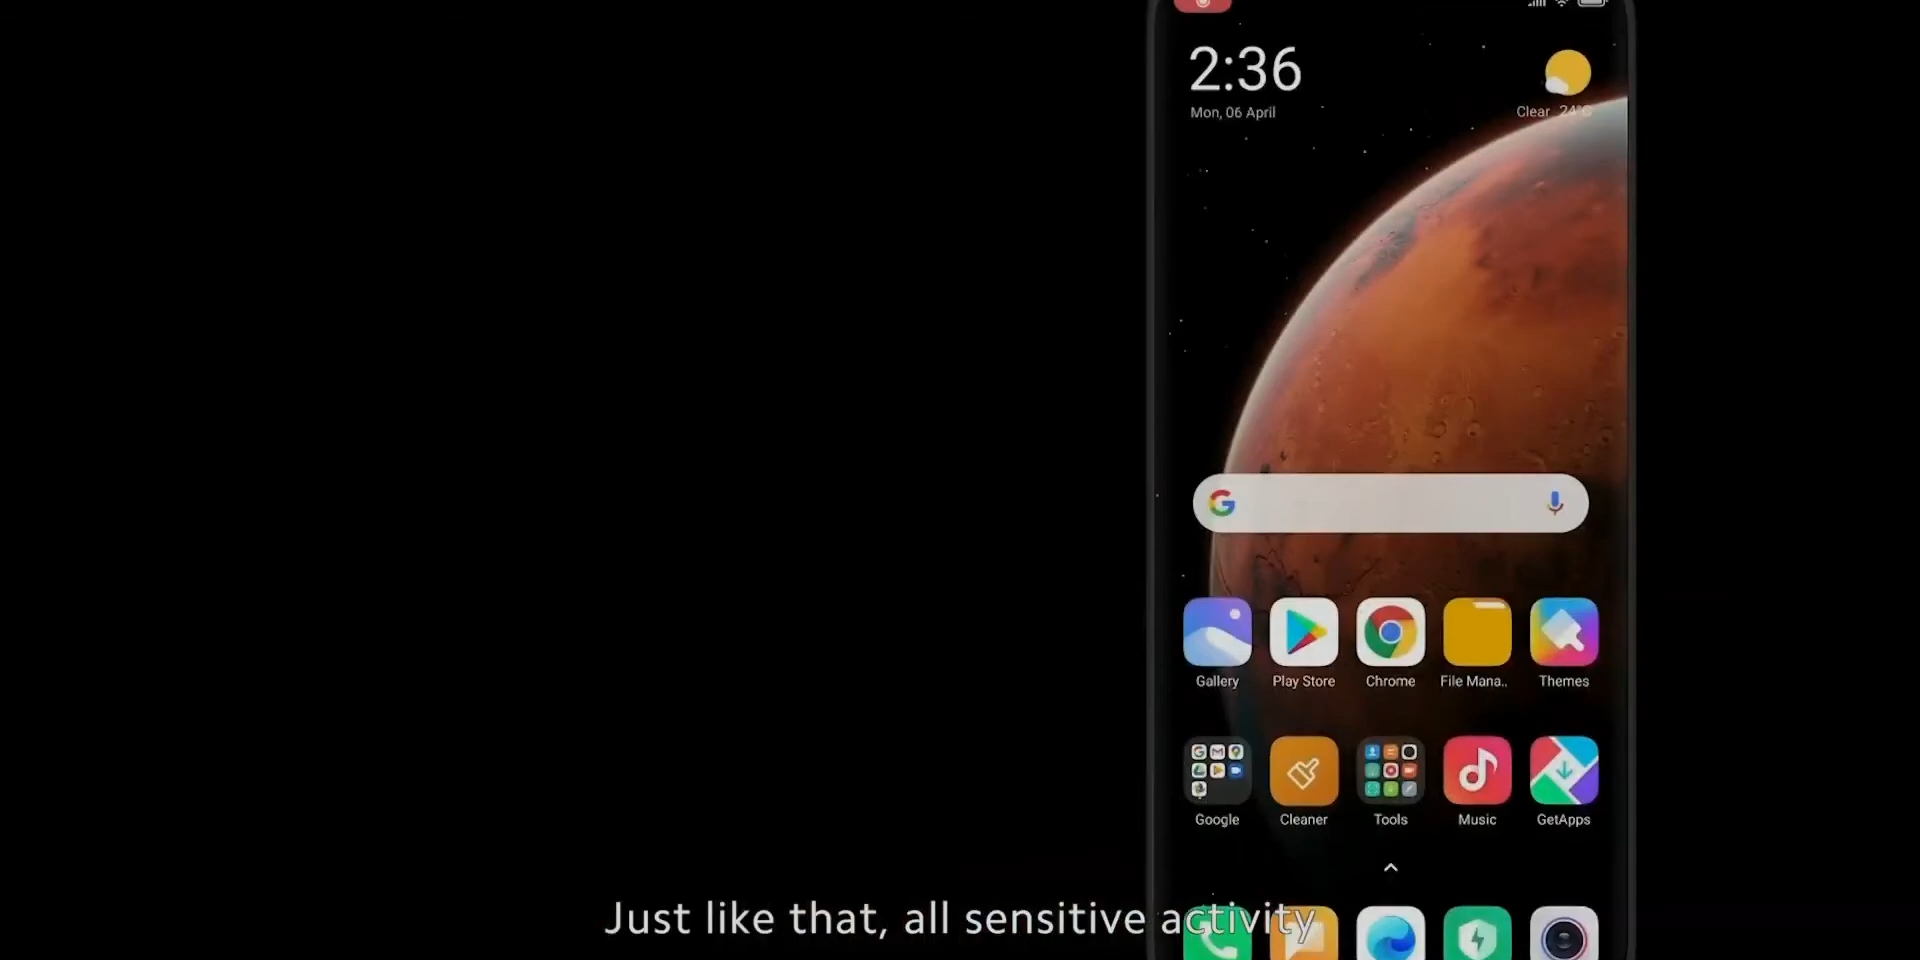 2:36
Mon, 06 April
Clear 24°C
Gallery
Play Store
Chrome
File Mana..
Themes
Google
Cleaner
Tools
Music
GetApps
Just like that, all sensitive activity